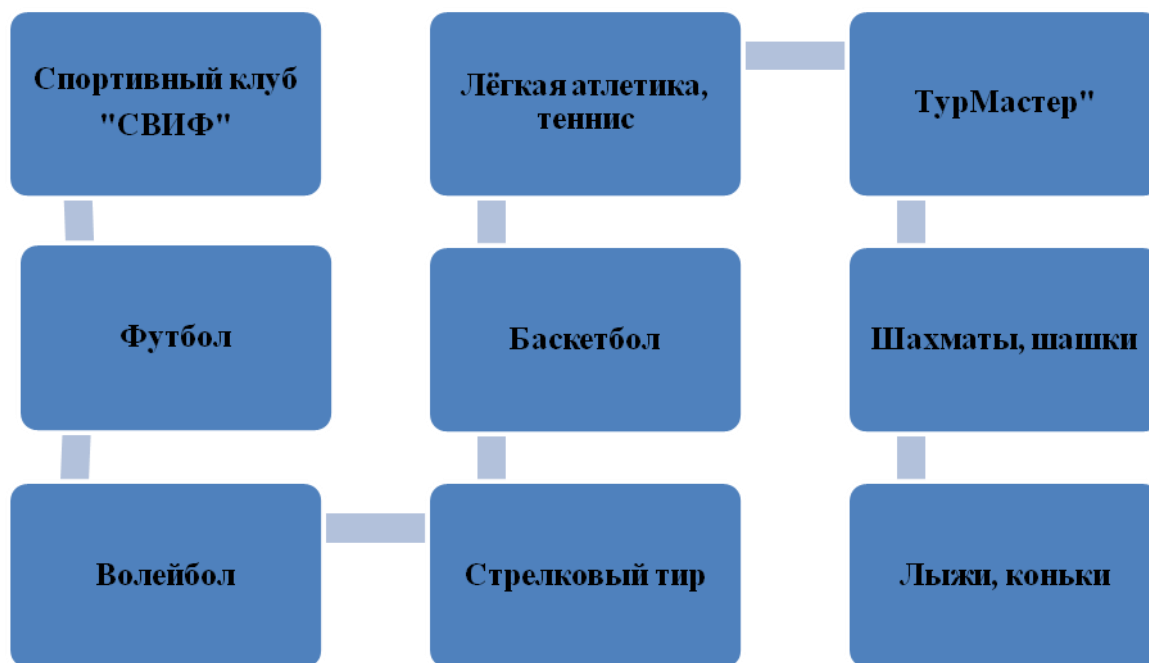 Спортивный клуб
"СВИФ"
Футбол
Волейбол
Стрелковый тир
Баскетбол
Лёгкая атлетика,
теннис
ТурМастер"
Шахматы, шашки
Лыжи, коньки